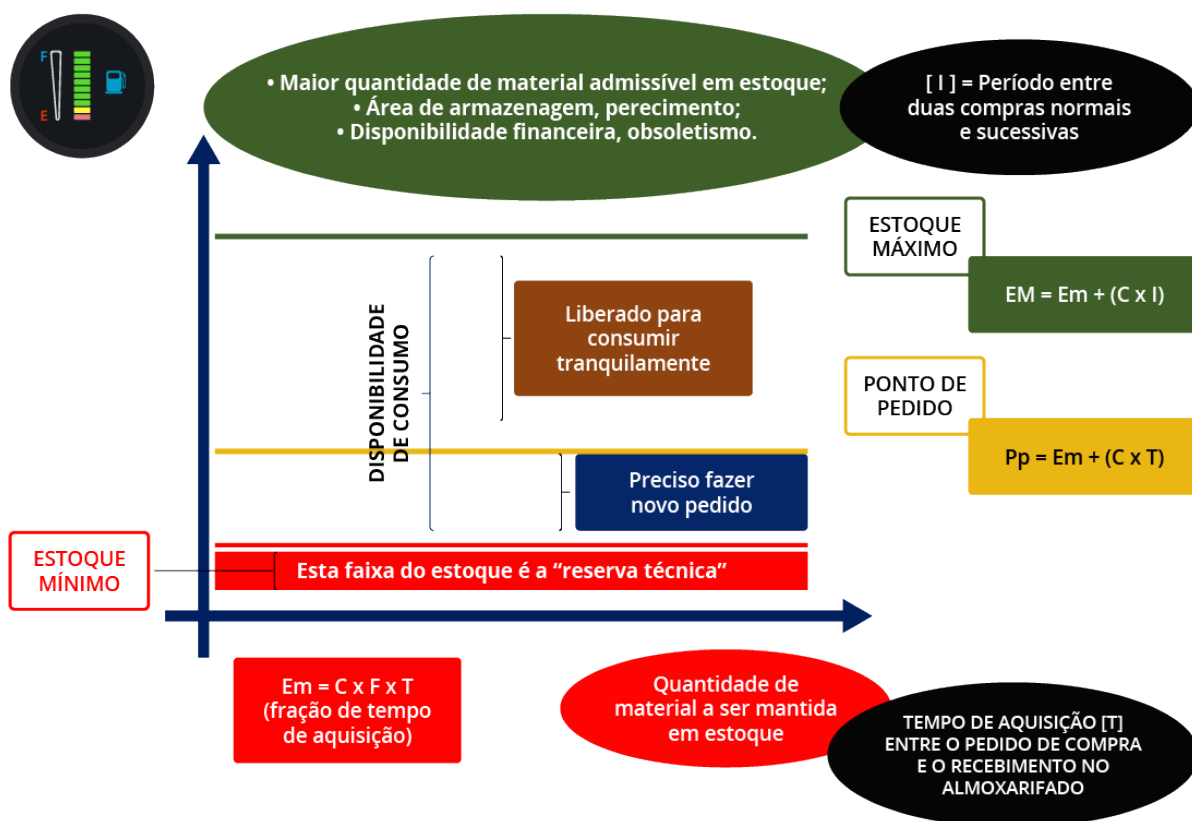 F
E
• Maior quantidade de material admissível em estoque;
• Área de armazenagem, perecimento;
• Disponibilidade financeira, obsoletismo.
[ I ] = Período entre
duas compras normais
e sucessivas
ESTOQUE
MÁXIMO
EM = Em + (C x I)
DISPONIBILIDADE
DE CONSUMO
Liberado para
consumir
tranquilamente
PONTO DE
PEDIDO
Pp = Em + (C x T)
Preciso fazer
novo pedido
ESTOQUE
MÍNIMO
Esta faixa do estoque é a “reserva técnica”
Em = C x F x T
(fração de tempo
de aquisição)
Quantidade de
material a ser mantida
em estoque
TEMPO DE AQUISIÇÃO [T]
ENTRE O PEDIDO DE COMPRA
E O RECEBIMENTO NO
ALMOXARIFADO